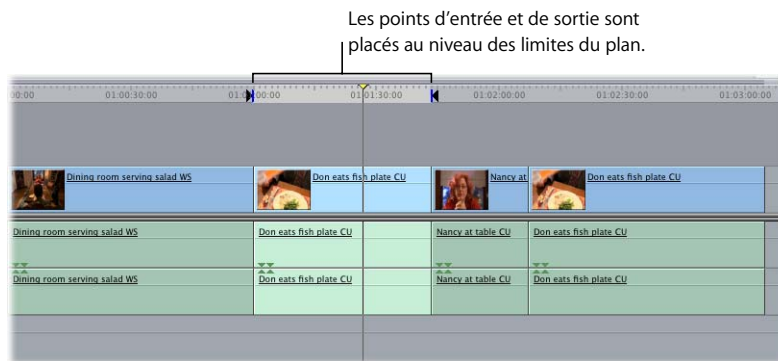 Les points d’entrée et de sortie sont
placés au niveau des limites du plan.
00:00 01:00:30:00 01:01:00:00 01:01:30:00 01:02:00:00 01:02:30:00 01:03:00:00
Dining room serving salad WS Don eats fish plate CU Nancy at Don eats fish plate CU
Dining room serving salad WS Don eats fish plate CU Nancy at table CU Don eats fish plate CU
Dining room serving salad WS Don eats fish plate CU Nancy at table CU Don eats fish plate CU